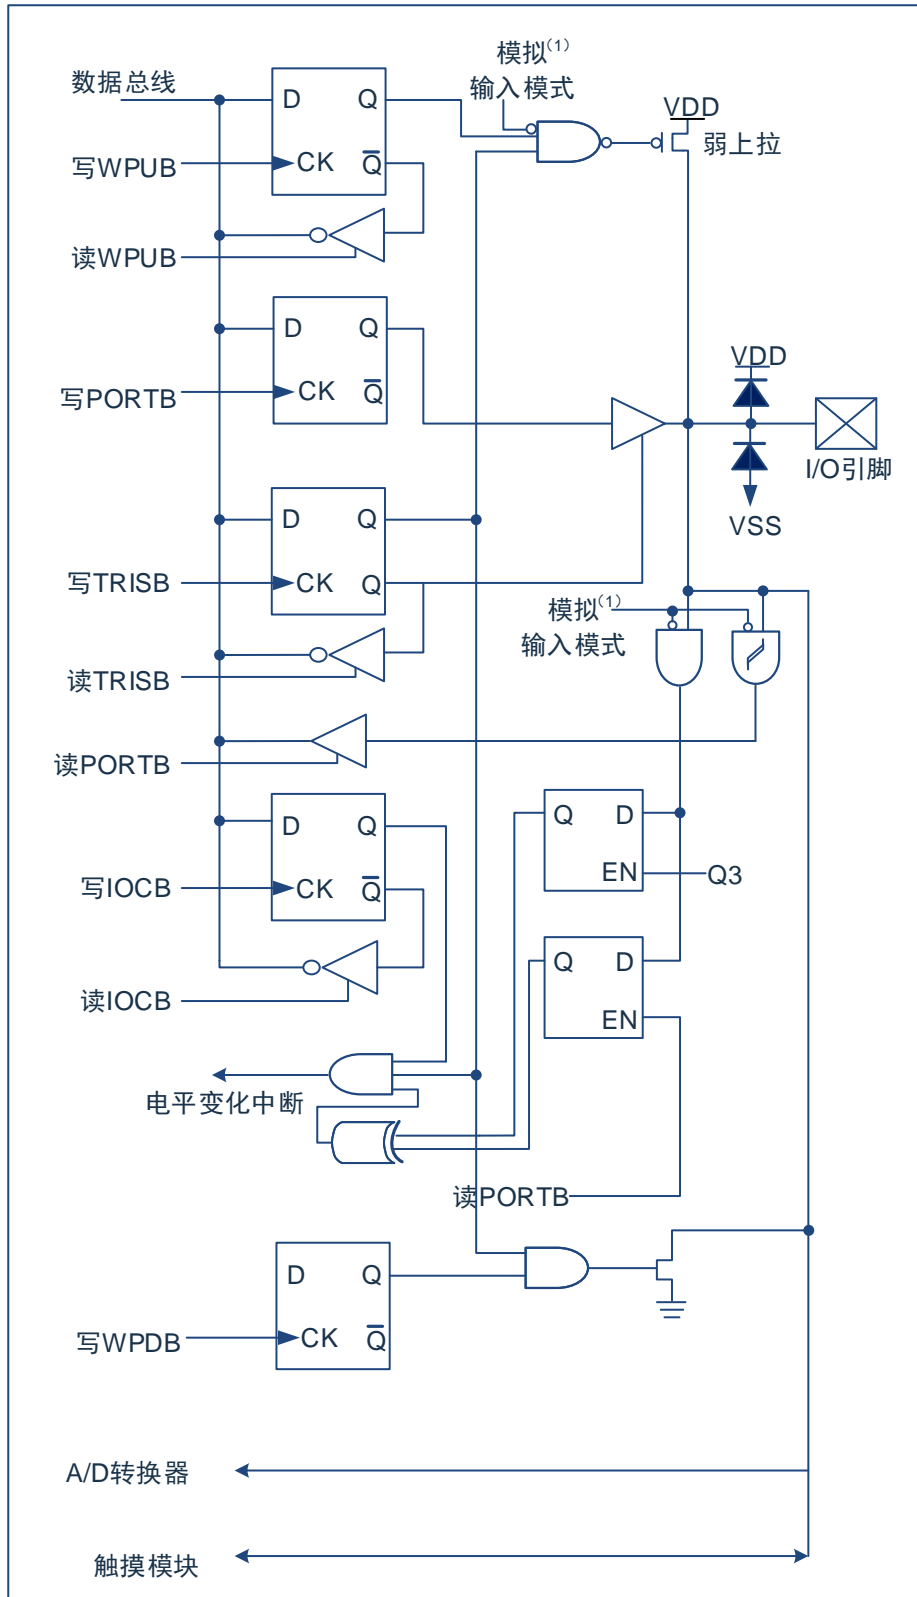 模拟(1)
输入模式
数据总线
D Q
VDD
弱上拉
写WPUB
CK Q
读WPUB
D Q
VDD
写PORTB
CK Q
I/O引脚
VSS
D Q
写TRISB
CK Q
模拟(1)
输入模式
读TRISB
读PORTB
D Q
Q D
写IOCB
CK Q
EN
Q3
Q D
读IOCB
EN
电平变化中断
读PORTB
D Q
写WPDB
CK Q
A/D转换器
触摸模块